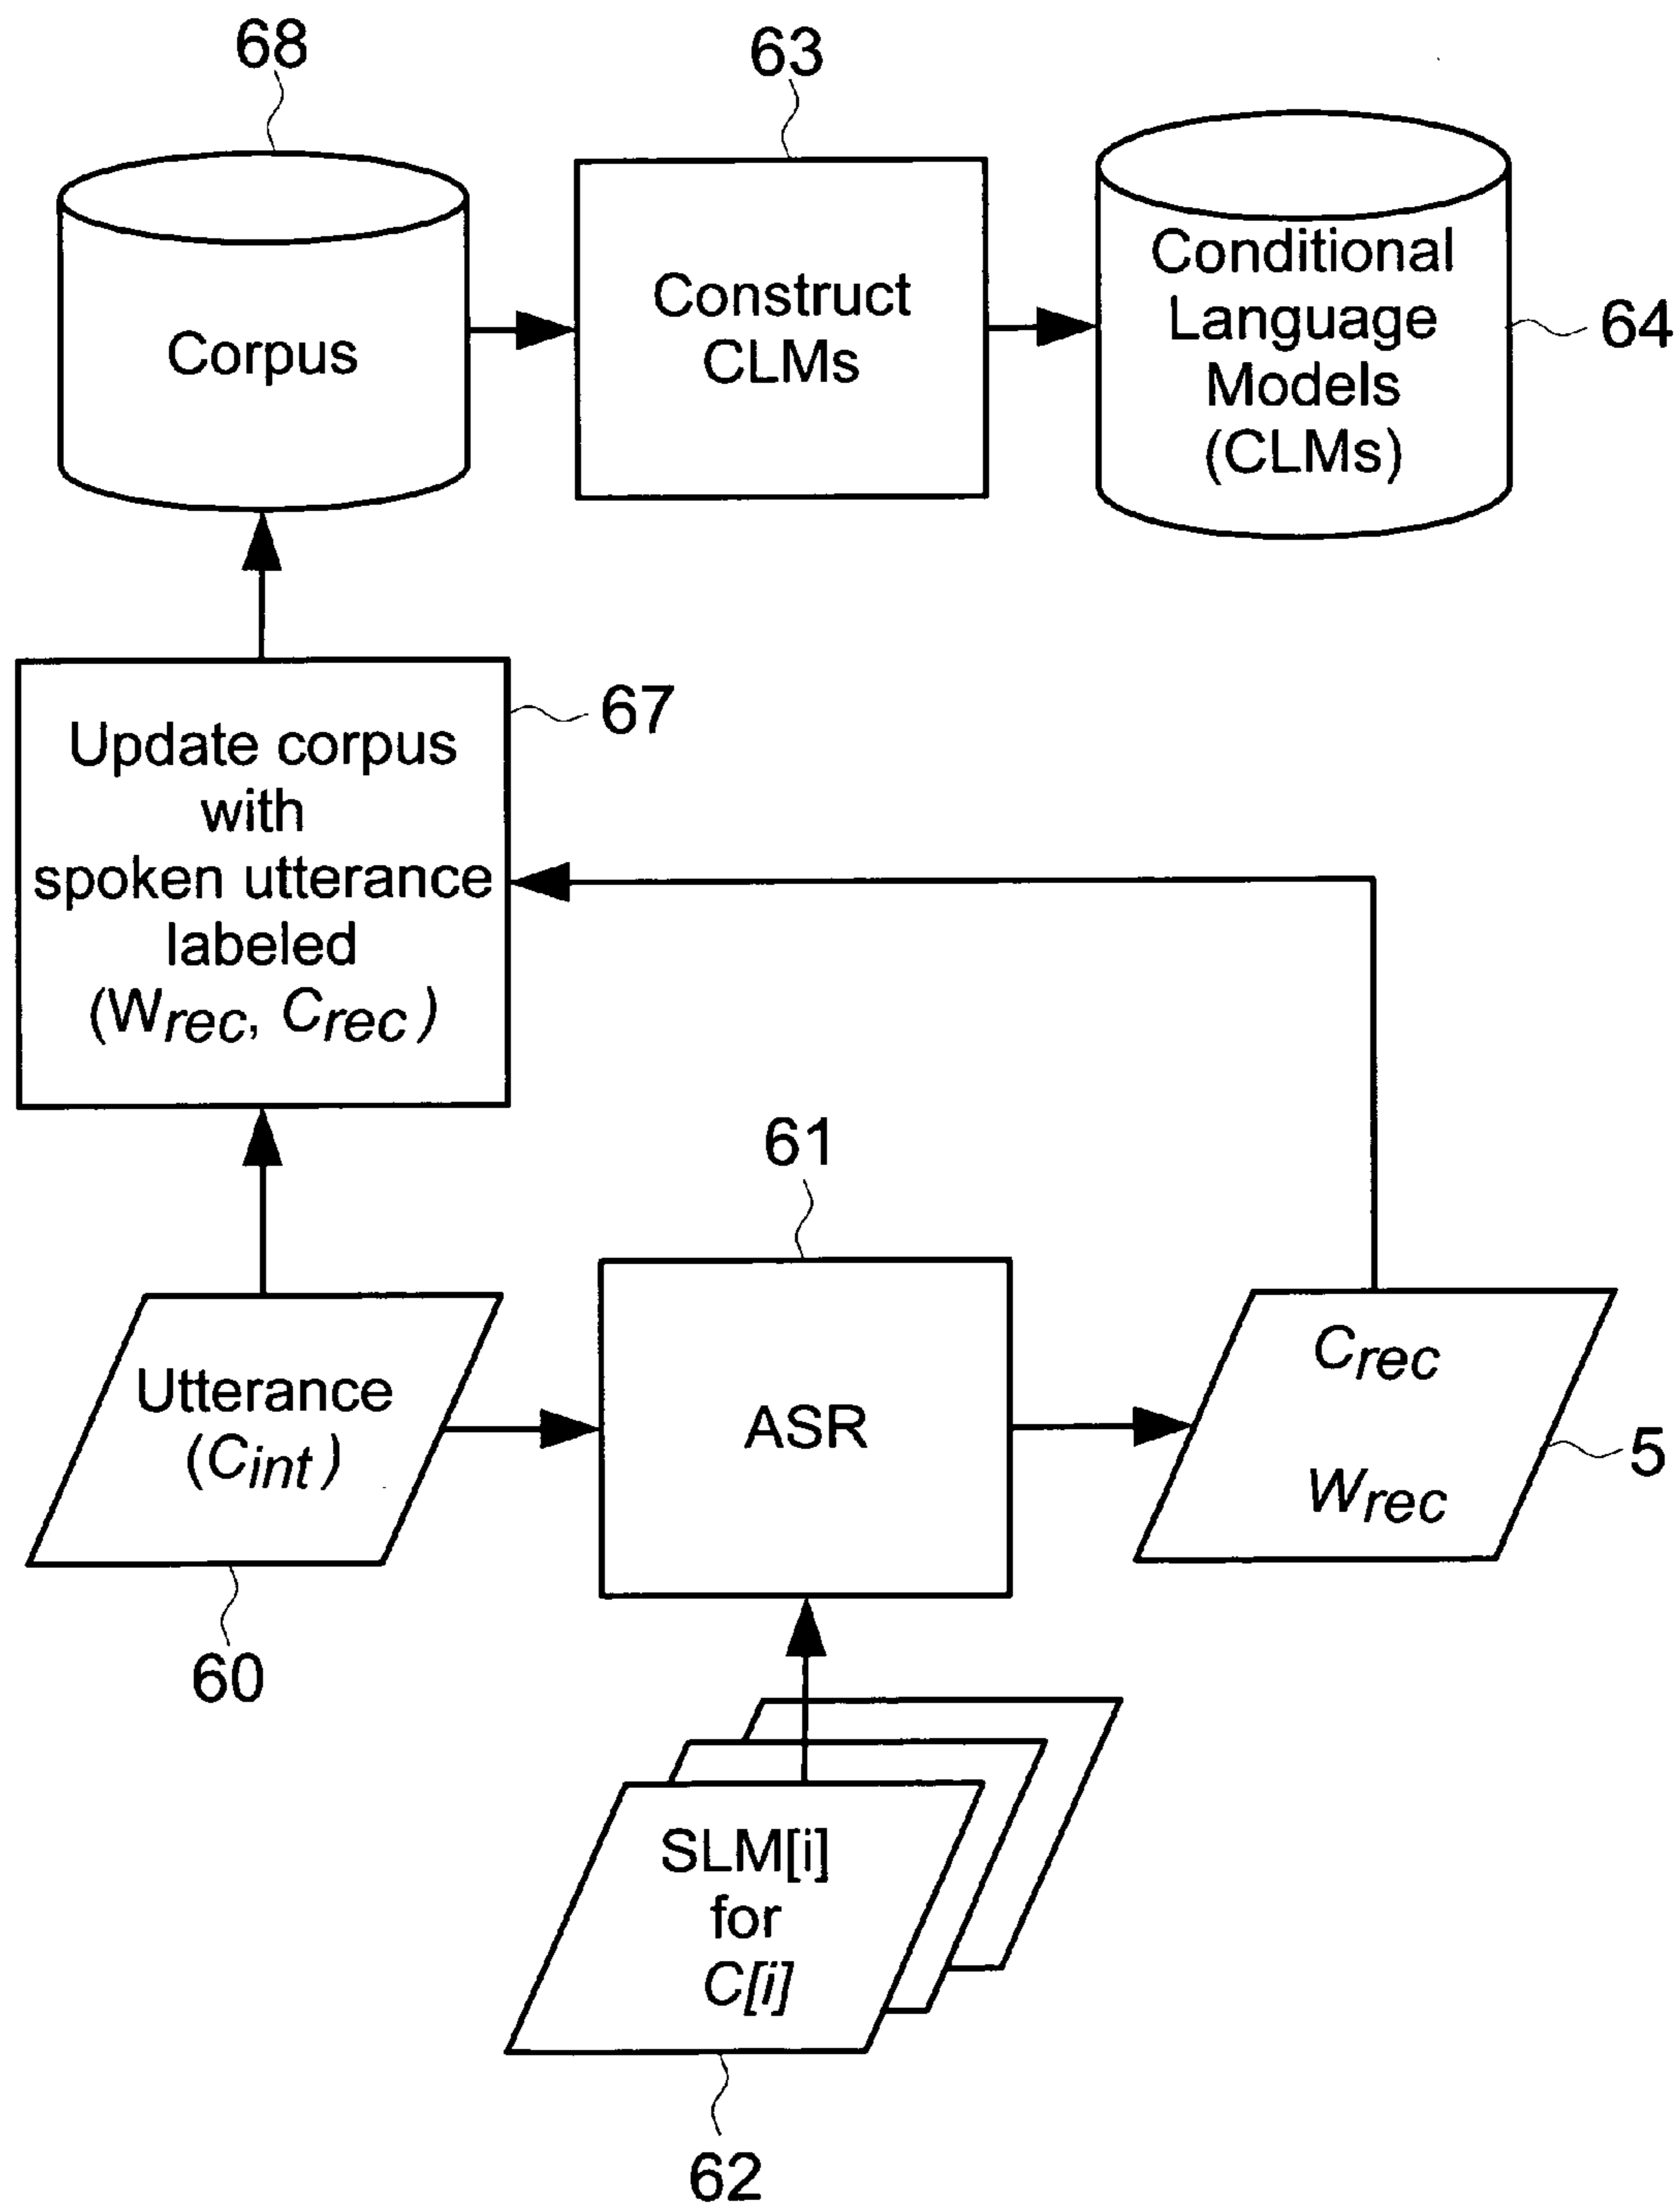 68
63
Corpus
Construct
CLMs
Conditional
Language
Models
(CLMs)
64
Update corpus
with
spoken utterance
labeled
(Wrec, Crec)
67
61
Utterance
(Cint)
ASR
Crec
Wrec
5
60
SLM[i]
for
C[i]
62